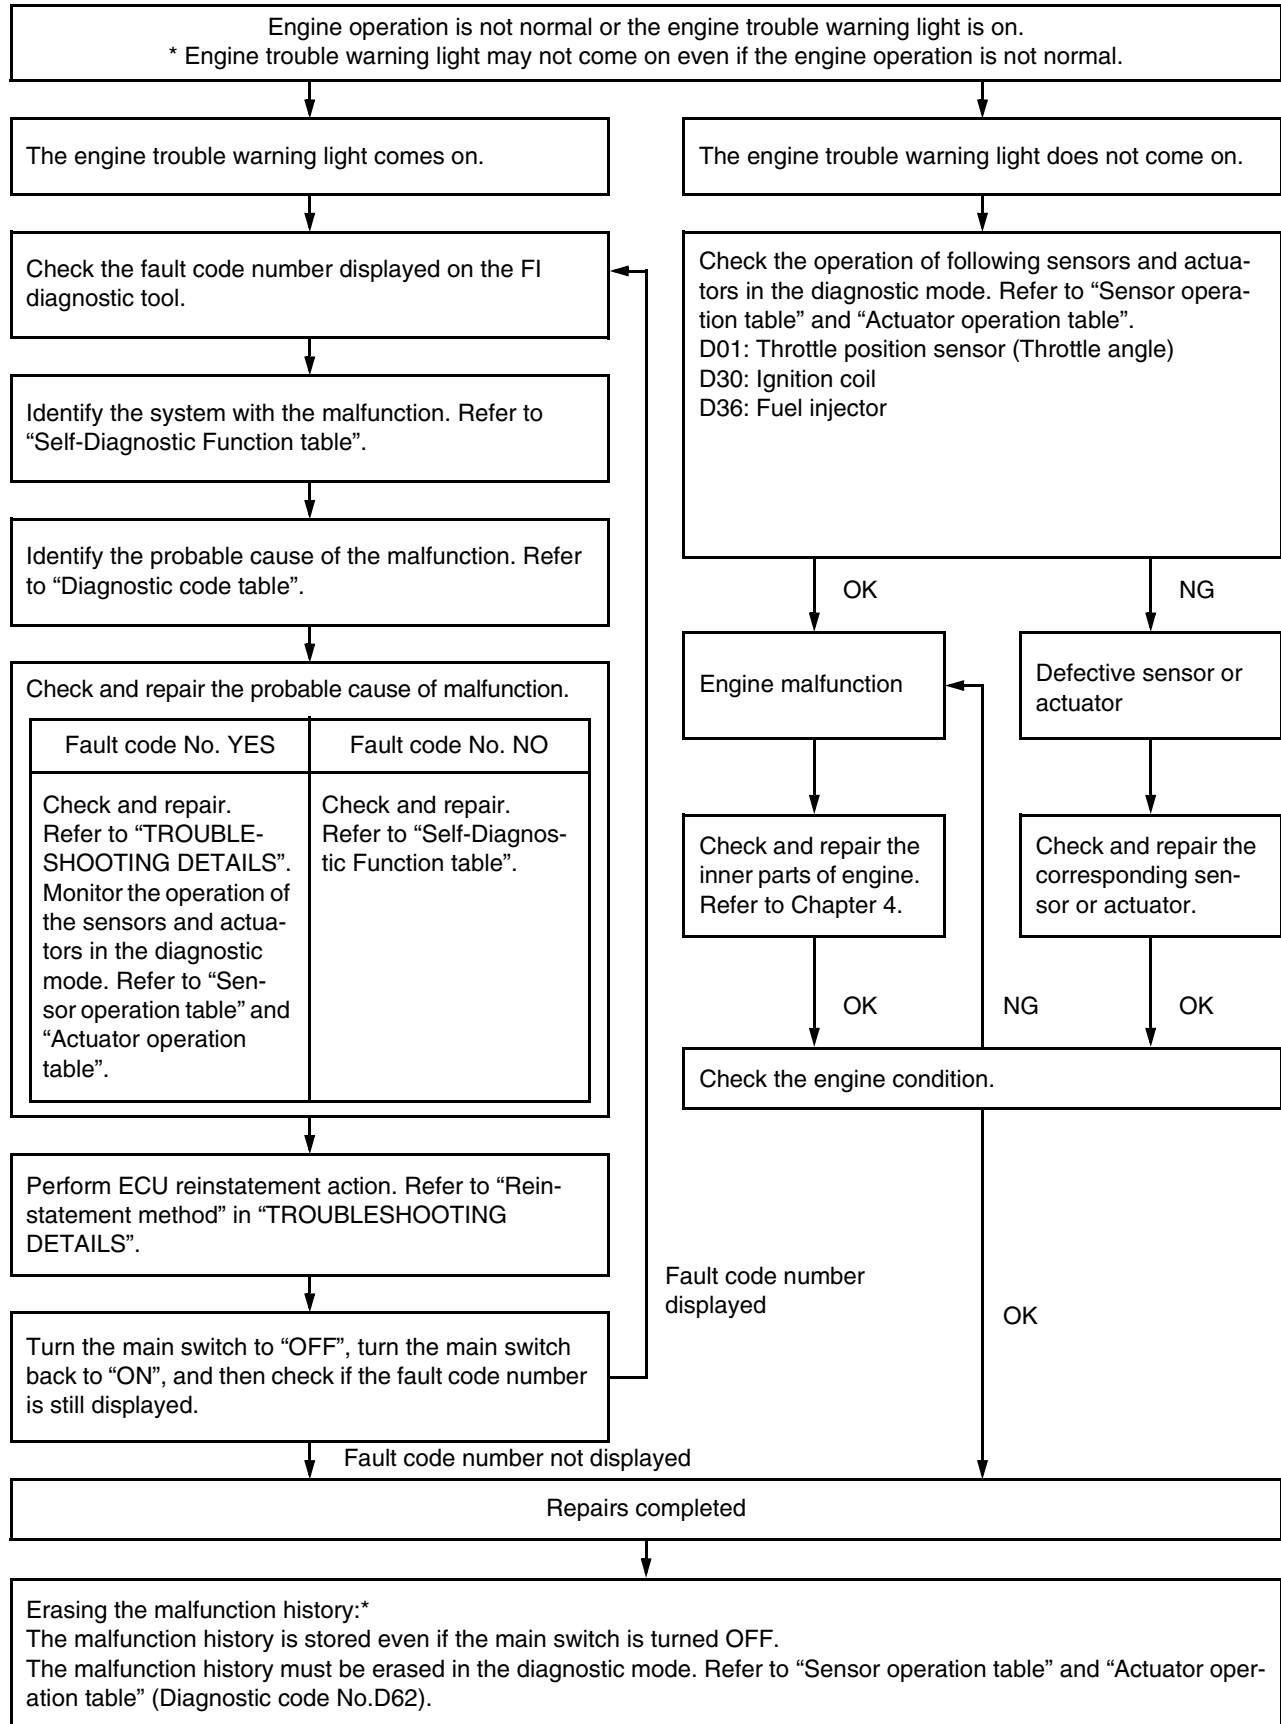 Engine operation is not normal or the engine trouble warning light is on.
* Engine trouble warning light may not come on even if the engine operation is not normal.
The engine trouble warning light comes on.
Check the fault code number displayed on the FI
diagnostic tool.
Identify the system with the malfunction. Refer to
“Self-Diagnostic Function table”.
Identify the probable cause of the malfunction. Refer
to “Diagnostic code table”.
Check and repair the probable cause of malfunction.
Fault code No. YES
Check and repair.
Refer to “TROUBLE-
SHOOTING DETAILS”.
Monitor the operation of
the sensors and actua-
tors in the diagnostic
mode. Refer to “Sen-
sor operation table” and
“Actuator operation
table”.
Fault code No. NO
Check and repair.
Refer to “Self-Diagnos-
tic Function table”.
Perform ECU reinstatement action. Refer to “Rein-
statement method” in “TROUBLESHOOTING
DETAILS”.
Turn the main switch to “OFF”, turn the main switch
back to “ON”, and then check if the fault code number
is still displayed.
Fault code number
displayed
Fault code number not displayed
The engine trouble warning light does not come on.
Check the operation of following sensors and actua-
tors in the diagnostic mode. Refer to “Sensor opera-
tion table” and “Actuator operation table”.
D01: Throttle position sensor (Throttle angle)
D30: Ignition coil
D36: Fuel injector
OK
NG
Engine malfunction
Defective sensor or
actuator
Check and repair the
inner parts of engine.
Refer to Chapter 4.
Check and repair the
corresponding sen-
sor or actuator.
OK
NG
OK
Check the engine condition.
OK
Repairs completed
Erasing the malfunction history:*
The malfunction history is stored even if the main switch is turned OFF.
The malfunction history must be erased in the diagnostic mode. Refer to “Sensor operation table” and “Actuator oper-
ation table” (Diagnostic code No.D62).